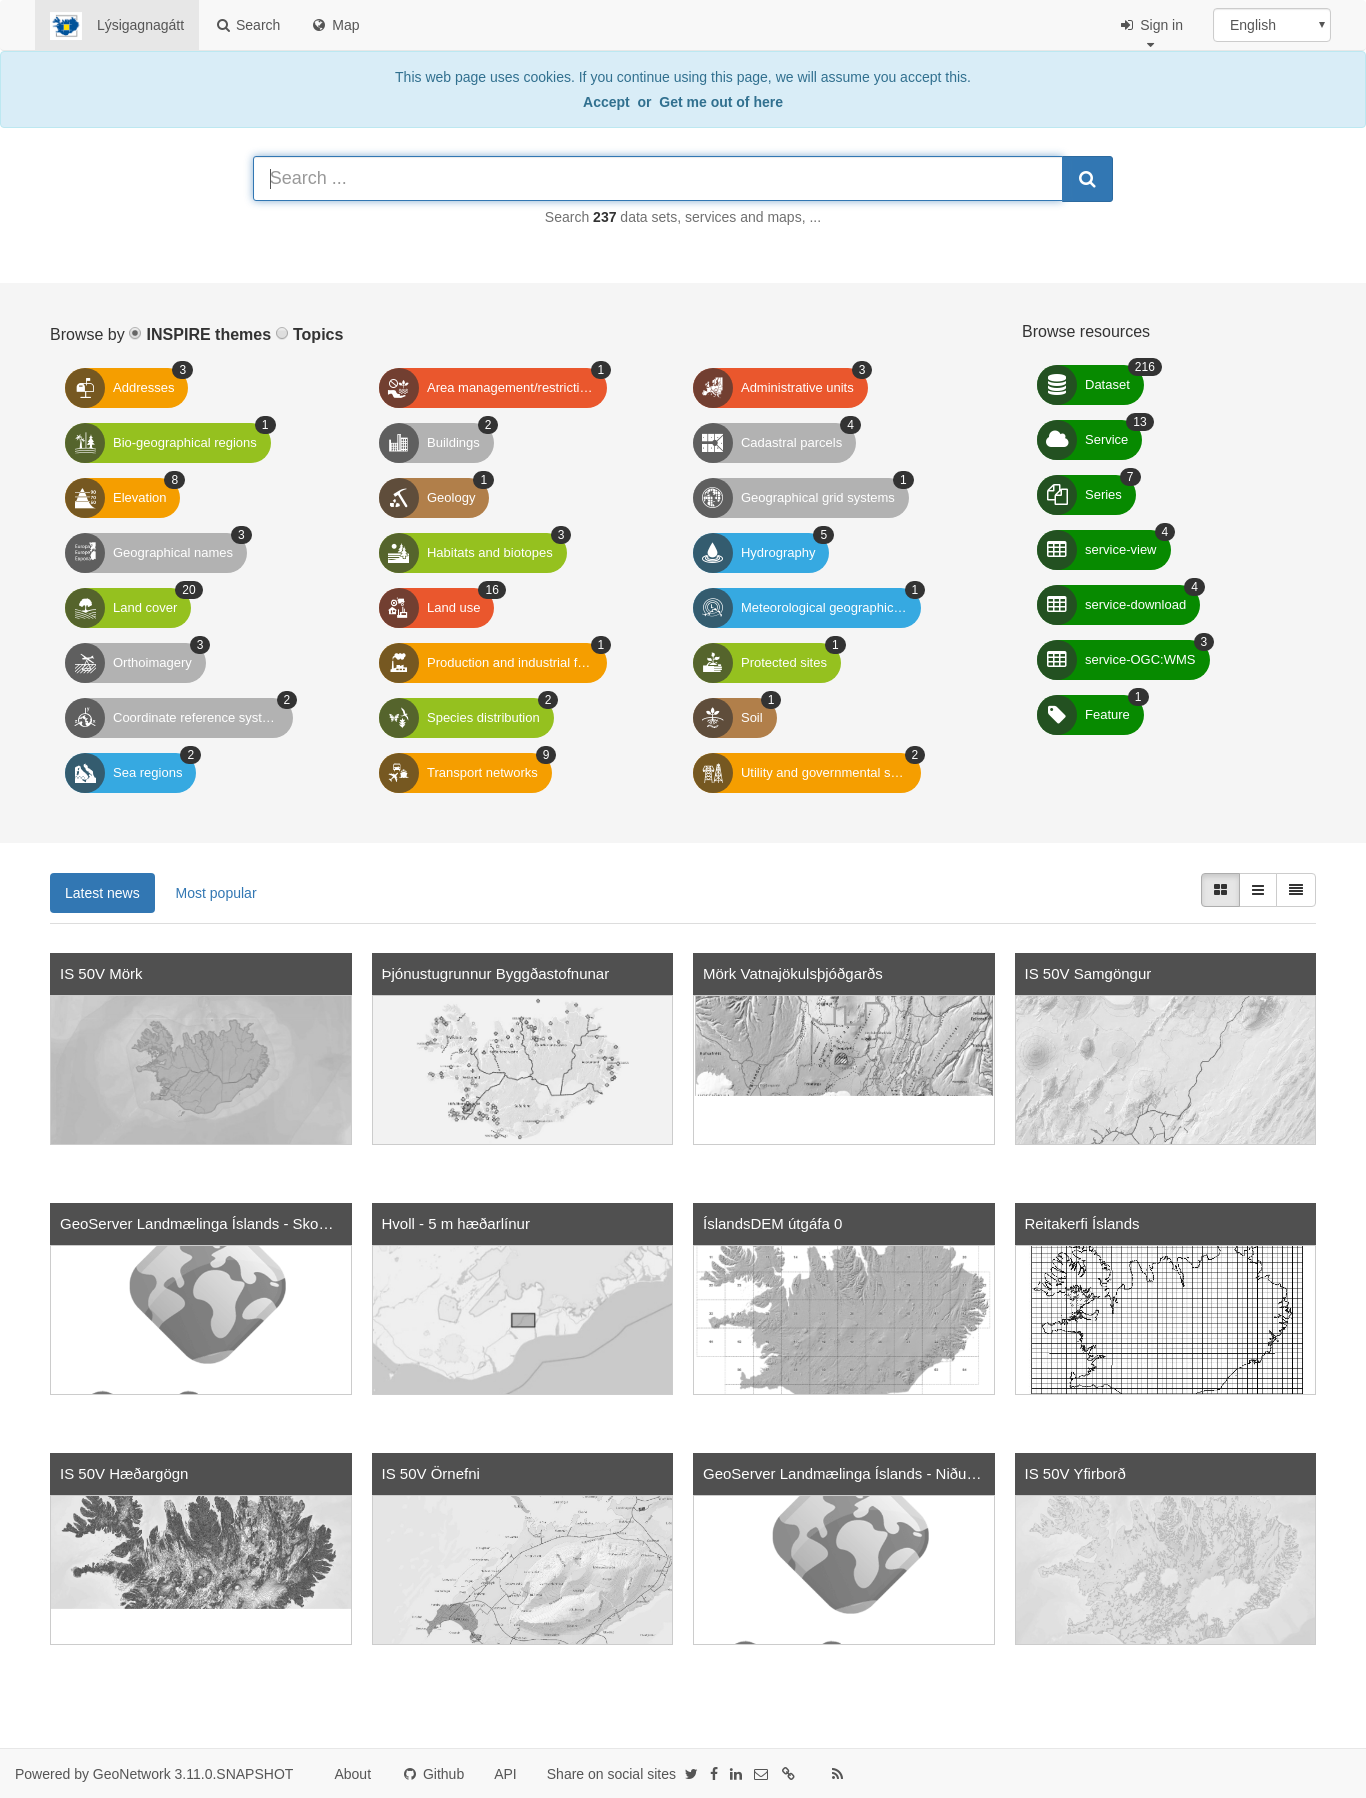 Lýsigagnagátt Search Map Sign in English
This web page uses cookies. If you continue using this page, we will assume you accept this.
Accept or Get me out of here
Search ...
Search 237 data sets, services and maps, ...
Browse by INSPIRE themes Topics
Addresses 3
Area management/restricti... 1
Administrative units 3
Bio-geographical regions 1
Buildings 2
Cadastral parcels 4
Elevation 8
Geology 1
Geographical grid systems 1
Geographical names 3
Habitats and biotopes 3
Hydrography 5
Land cover 20
Land use 16
Meteorological geographic... 1
Orthoimagery 3
Production and industrial f... 1
Protected sites 1
Coordinate reference syst... 2
Species distribution 2
Soil 1
Sea regions 2
Transport networks 9
Utility and governmental s... 2
Browse resources
Dataset 216
Service 13
Series 7
service-view 4
service-download 4
service-OGC:WMS 3
Feature 1
Latest news Most popular
IS 50V Mörk
Þjónustugrunnur Byggðastofnunar
Mörk Vatnajökulsþjóðgarðs
IS 50V Samgöngur
GeoServer Landmælinga Íslands - Sko...
Hvoll - 5 m hæðarlínur
ÍslandsDEM útgáfa 0
Reitakerfi Íslands
IS 50V Hæðargögn
IS 50V Örnefni
GeoServer Landmælinga Íslands - Niðu...
IS 50V Yfirborð
Powered by GeoNetwork 3.11.0.SNAPSHOT About Github API Share on social sites